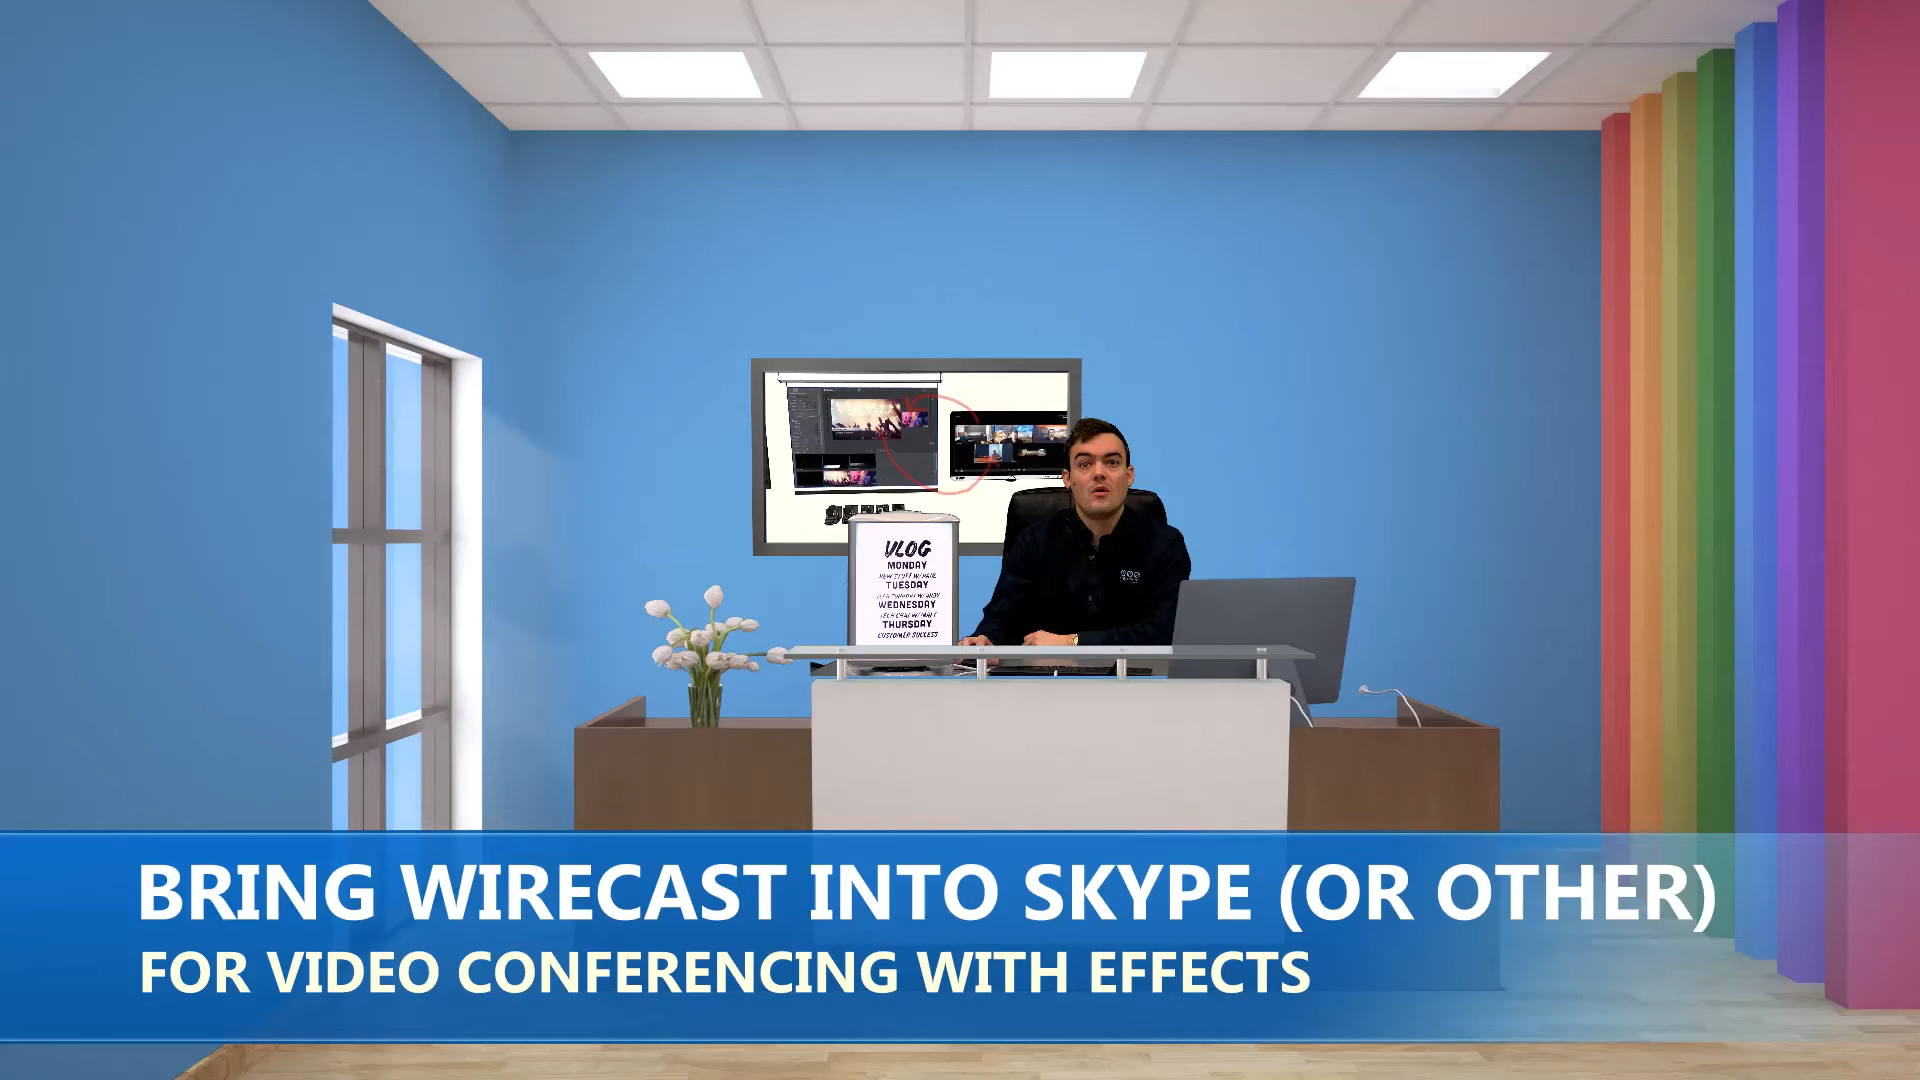 VLOG
MONDAY
TUESDAY
WEDNESDAY
THURSDAY
CUSTOMER SUCCESS
BRING WIRECAST INTO SKYPE (OR OTHER)
FOR VIDEO CONFERENCING WITH EFFECTS